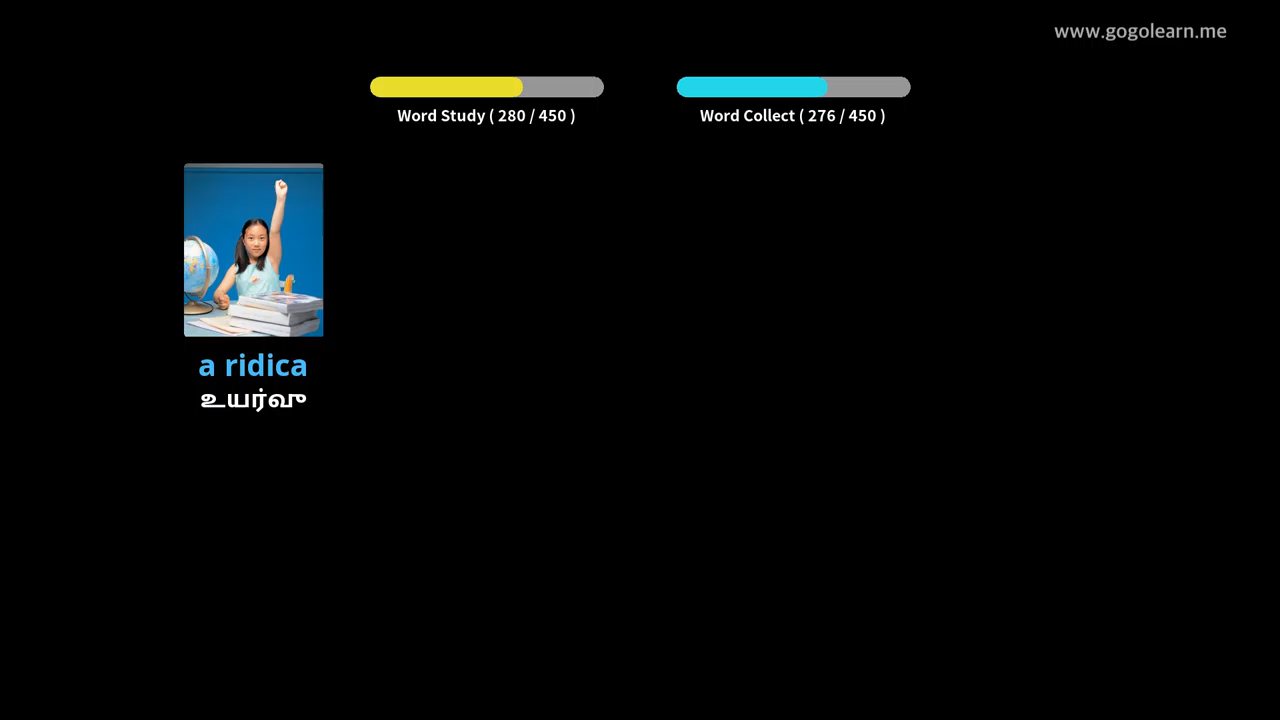 www.gogolearn.me
Word Study ( 280 / 450 )
Word Collect ( 276 / 450 )
a ridica
உயர்வு